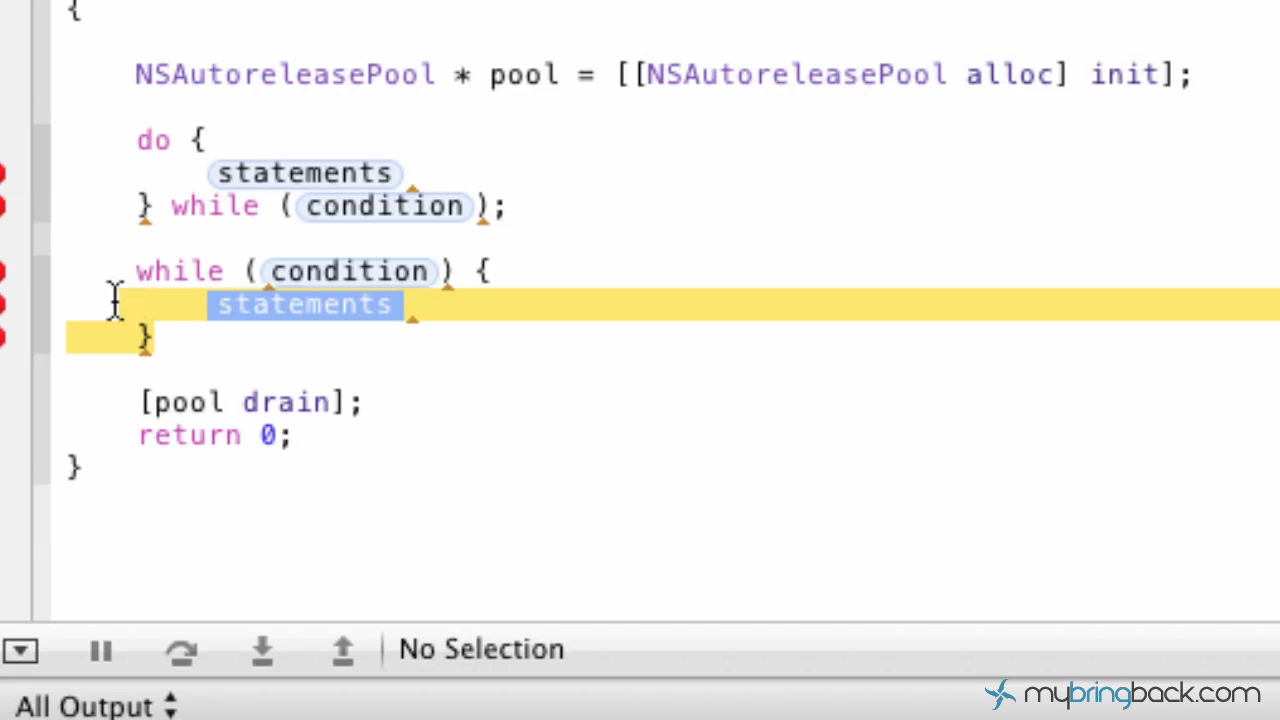 {
NSAutoreleasePool * pool = [[NSAutoreleasePool alloc] init];
do {
statements
} while (condition);
while (condition) {
statements
}
[pool drain];
return 0;
}
No Selection
All Output
mybringback.com